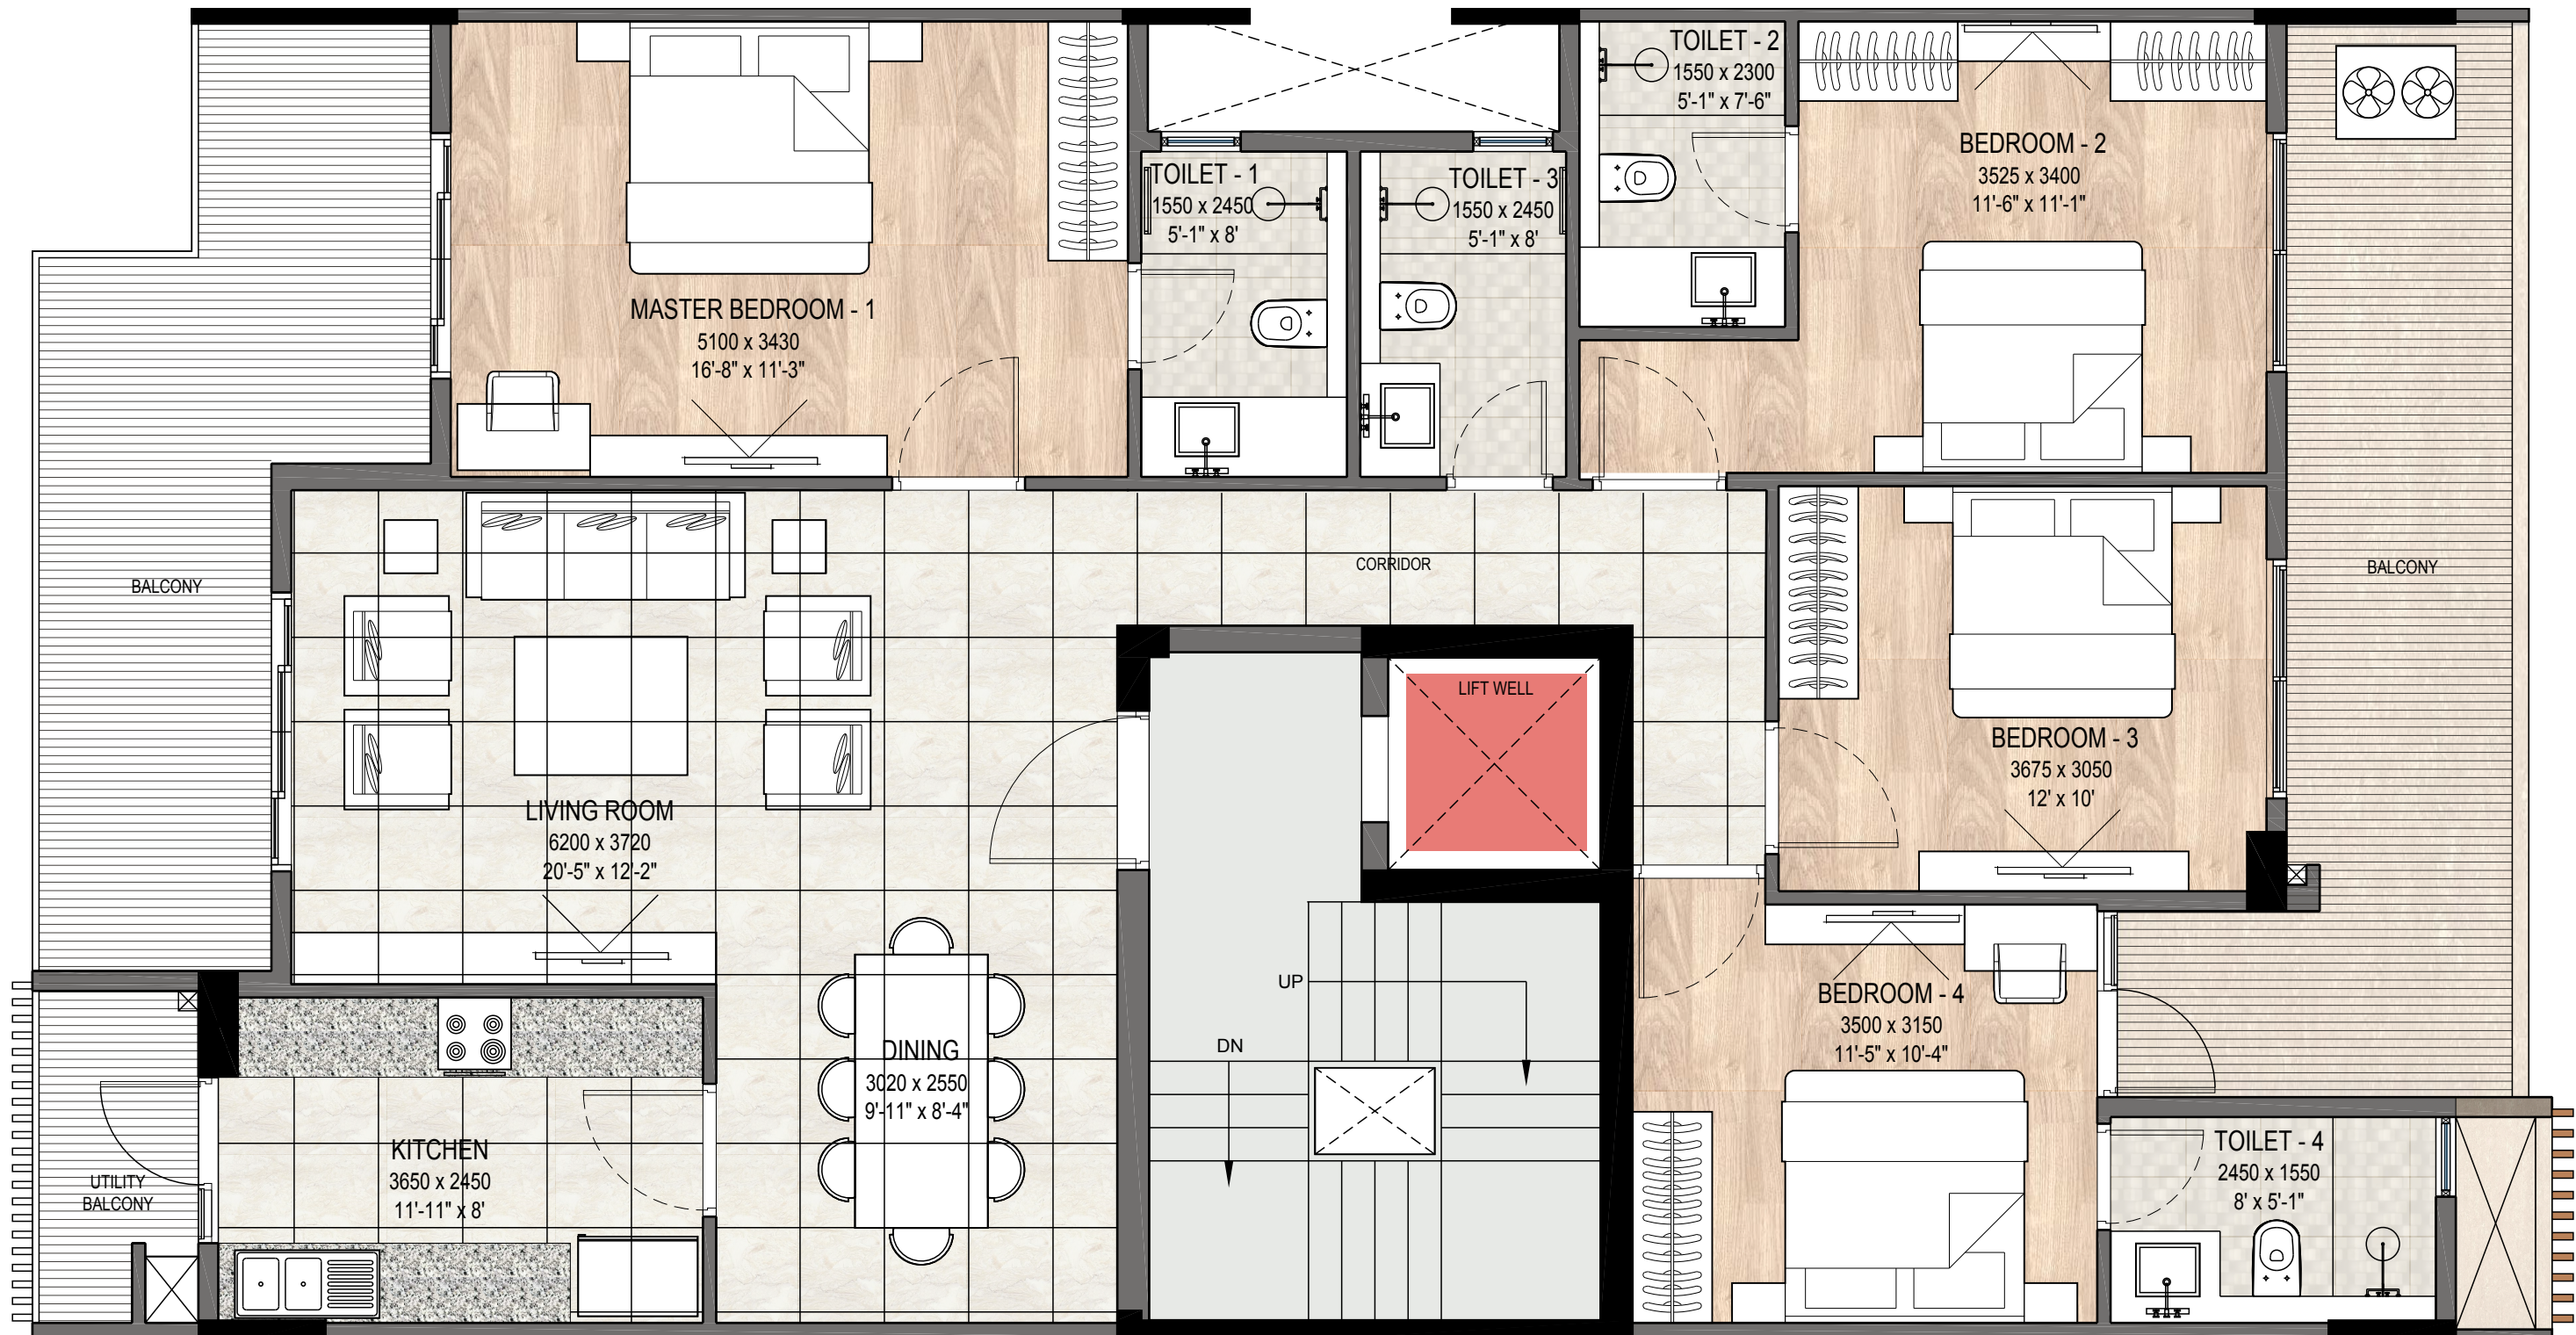 TOILET - 2
1550 x 2300
5'-1" x 7'-6"
BEDROOM - 2
3525 x 3400
11'-6" x 11'-1"
TOILET - 1
1550 x 2450
5'-1" x 8'
TOILET - 3
1550 x 2450
5'-1" x 8'
MASTER BEDROOM - 1
5100 x 3430
16'-8" x 11'-3"
BALCONY
CORRIDOR
BALCONY
LIFT WELL
BEDROOM - 3
3675 x 3050
12' x 10'
LIVING ROOM
6200 x 3720
20'-5" x 12'-2"
UP
BEDROOM - 4
3500 x 3150
11'-5" x 10'-4"
DN
DINING
3020 x 2550
9'-11" x 8'-4"
KITCHEN
3650 x 2450
11'-11" x 8'
UTILITY
BALCONY
TOILET - 4
2450 x 1550
8' x 5'-1"